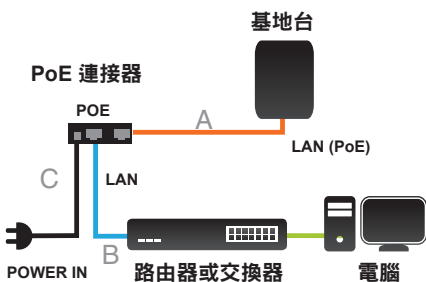 基地台
PoE 連接器
POE
A
LAN (PoE)
C
LAN
B
POWER IN
路由器或交換器
電腦